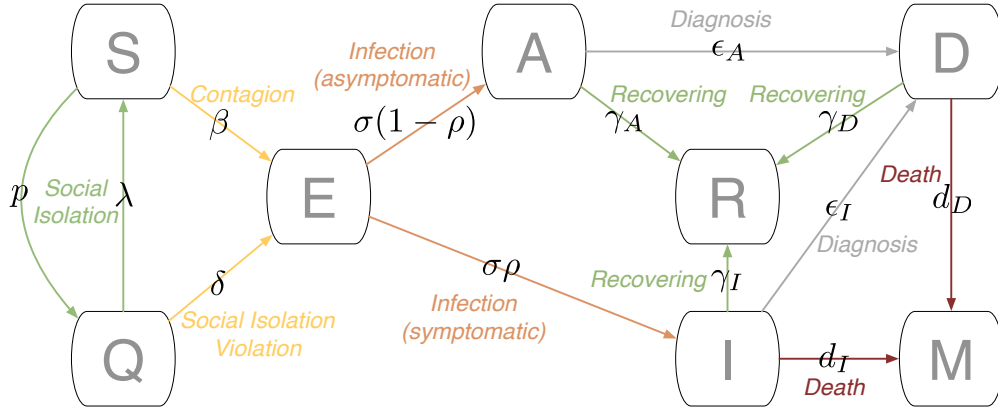 S
A
Diagnosis
ϵ_A
D
Infection
(asymptomatic)
Contagion
β
σ(1 − ρ)
Recovering
γ_A
Recovering
γ_D
p
Social
Isolation
λ
E
R
Death
d_D
ϵ_I
Diagnosis
δ
σρ
Recovering
γ_I
Social Isolation
Violation
Infection
(symptomatic)
Q
I
d_I
Death
M